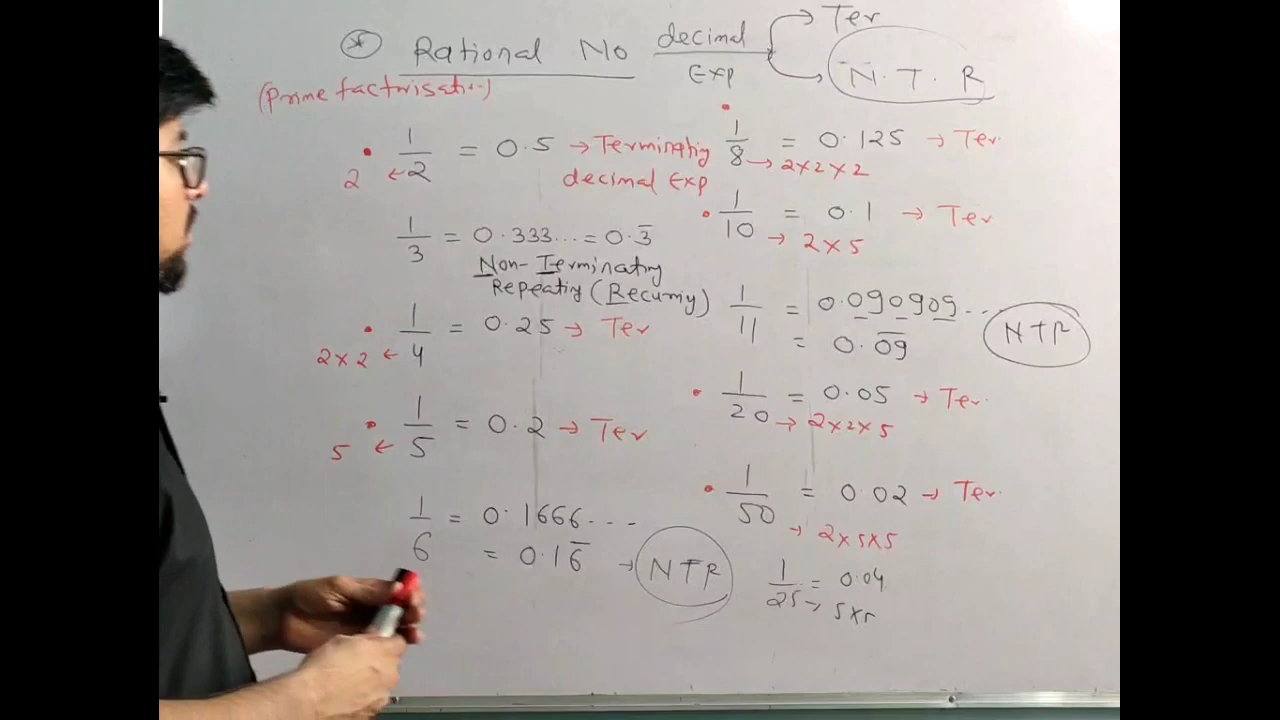 * Rational No decimal Exp → Ter
→ N.T.R
(Prime factorisation)
2 ← 1/2 = 0.5 → Terminating
decimal Exp
1/3 = 0.333... = 0.3̅
Non-Terminating
Repeating (Recurring)
2×2 ← 1/4 = 0.25 → Ter
5 ← 1/5 = 0.2 → Ter
1/6 = 0.1666...
= 0.16̅ → NTR
1/8 = 0.125 → Ter.
→ 2×2×2
1/10 = 0.1 → Ter
→ 2×5
1/11 = 0.090909...
= 0.0̅9̅ NTR
1/20 = 0.05 → Ter.
→ 2×2×5
1/50 = 0.02 → Ter.
→ 2×5×5
1/25 = 0.04
→ 5×5